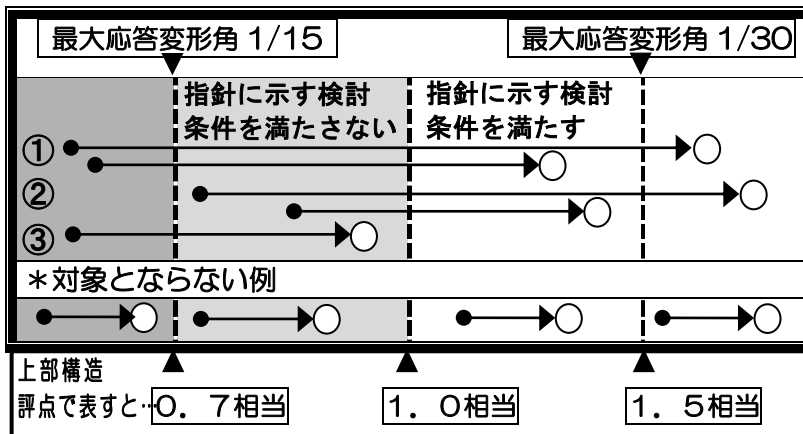 最大応答変形角 1/15
最大応答変形角 1/30
指針に示す検討
条件を満たさない
指針に示す検討
条件を満たす
①
②
③
＊対象とならない例
上部構造
評点で表すと…
0．7相当
1．0相当
1．5相当